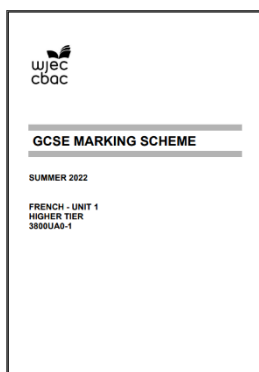 wjec
cbac
GCSE MARKING SCHEME
SUMMER 2022
FRENCH - UNIT 1
HIGHER TIER
3800UA0-1